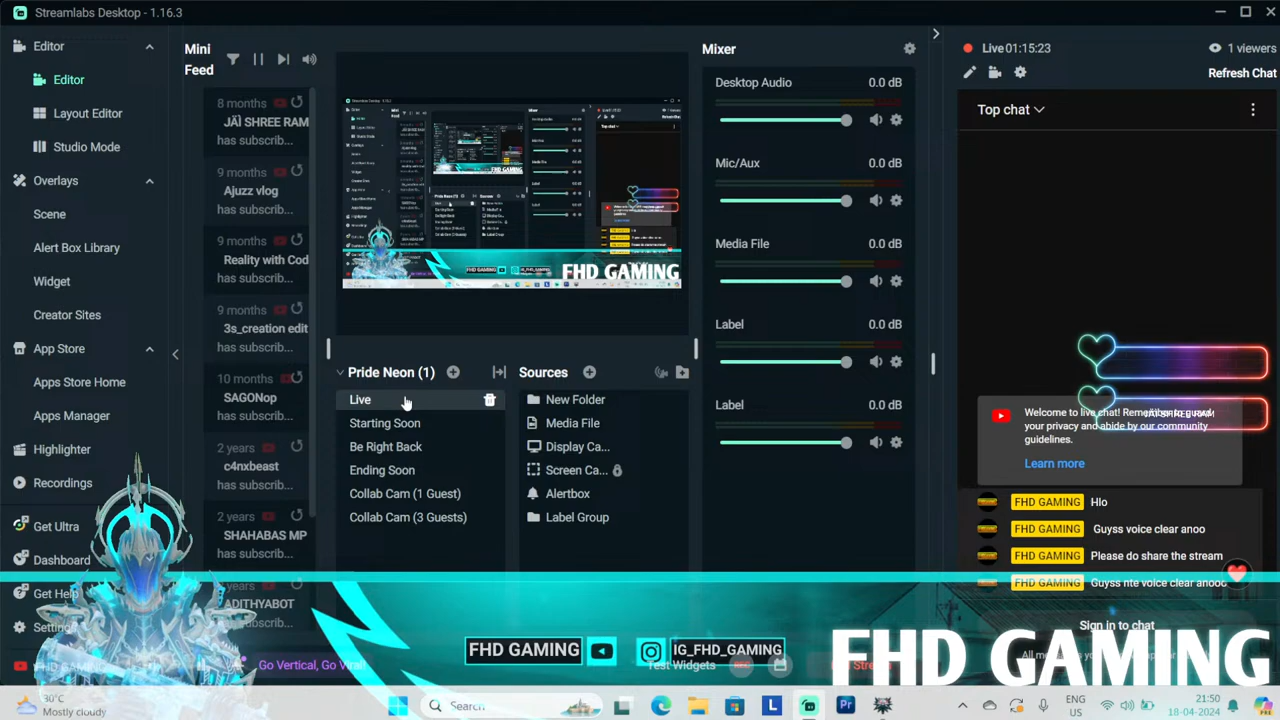 Streamlabs Desktop - 1.16.3
Editor
Editor
Layout Editor
Studio Mode
Overlays
Scene
Alert Box Library
Widget
Creator Sites
App Store
Apps Store Home
Apps Manager
Highlighter
Recordings
Get Ultra
Dashboard
Get Help
Settings
Mini
Feed
8 months
JAI SHREE RAM
has subscrib...
9 months
Ajuzz vlog
has subscrib...
9 months
Reality with Cod
has subscrib...
9 months
3s_creation edit
has subscrib...
10 months
SAGONop
has subscrib...
2 years
c4nxbeast
has subscrib...
2 years
SHAHABAS MP
has subscrib...
years
ADITHYABOT
has subscrib...
FHD GAMING
Pride Neon (1)
Live
Starting Soon
Be Right Back
Ending Soon
Collab Cam (1 Guest)
Collab Cam (3 Guests)
Sources
New Folder
Media File
Display Ca...
Screen Ca...
Alertbox
Label Group
Mixer
Desktop Audio 0.0 dB
Mic/Aux 0.0 dB
Media File 0.0 dB
Label 0.0 dB
Label 0.0 dB
Live 01:15:23
1 viewers
Refresh Chat
Top chat
Welcome to live chat! Remember to guard
your privacy and abide by our community
guidelines.
Learn more
FHD GAMING Hlo
FHD GAMING Guyss voice clear anoo
FHD GAMING Please do share the stream
FHD GAMING Guyss nte voice clear anooo
Sign in to chat
FHD GAMING
IG_FHD_GAMING
FHD GAMING
Go Vertical, Go Viral!
Test Widgets
REC
30°C
Mostly cloudy
Search
L
Pr
ENG
US
21:50
18-04-2024